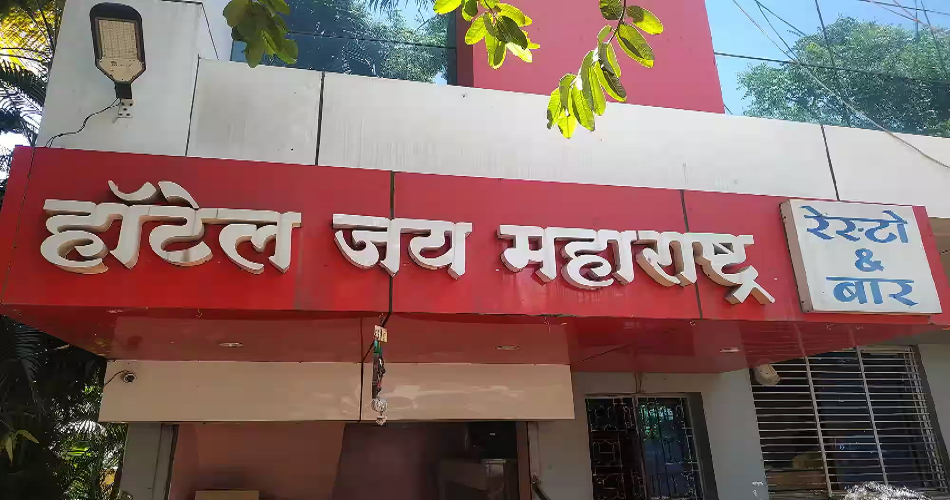 हॉटेल जय महाराष्ट्र
रेस्टो
&
बार